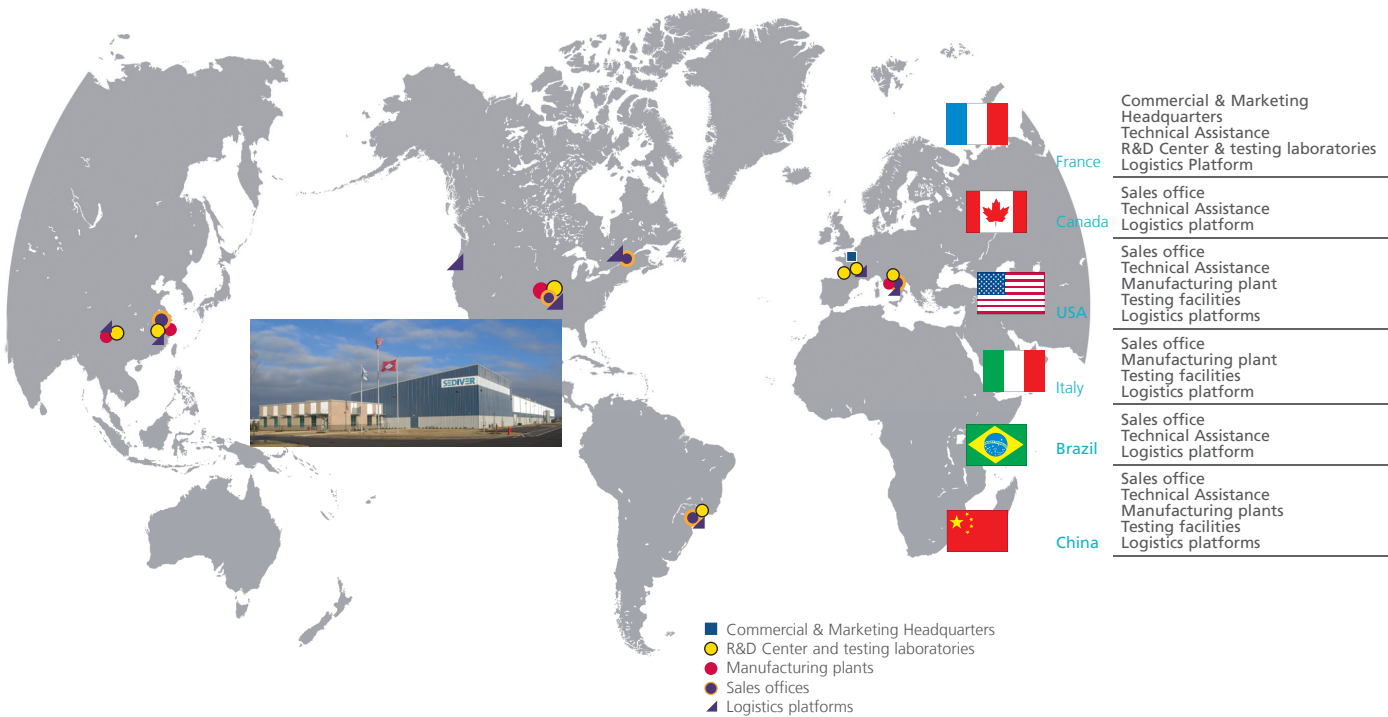 SEDIVER
France
Commercial & Marketing
Headquarters
Technical Assistance
R&D Center & testing laboratories
Logistics Platform
Canada
Sales office
Technical Assistance
Logistics platform
USA
Sales office
Technical Assistance
Manufacturing plant
Testing facilities
Logistics platforms
Italy
Sales office
Manufacturing plant
Testing facilities
Logistics platform
Brazil
Sales office
Technical Assistance
Logistics platform
China
Sales office
Technical Assistance
Manufacturing plants
Testing facilities
Logistics platforms
Commercial & Marketing Headquarters
R&D Center and testing laboratories
Manufacturing plants
Sales offices
Logistics platforms